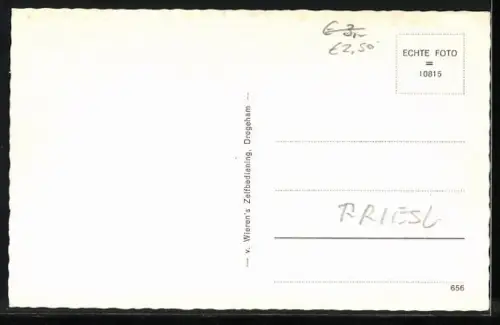 € 3,-
€2,50
ECHTE FOTO
=
10815
— v. Wieren's Zelfbediening, Drogeham —
FRIESL
656